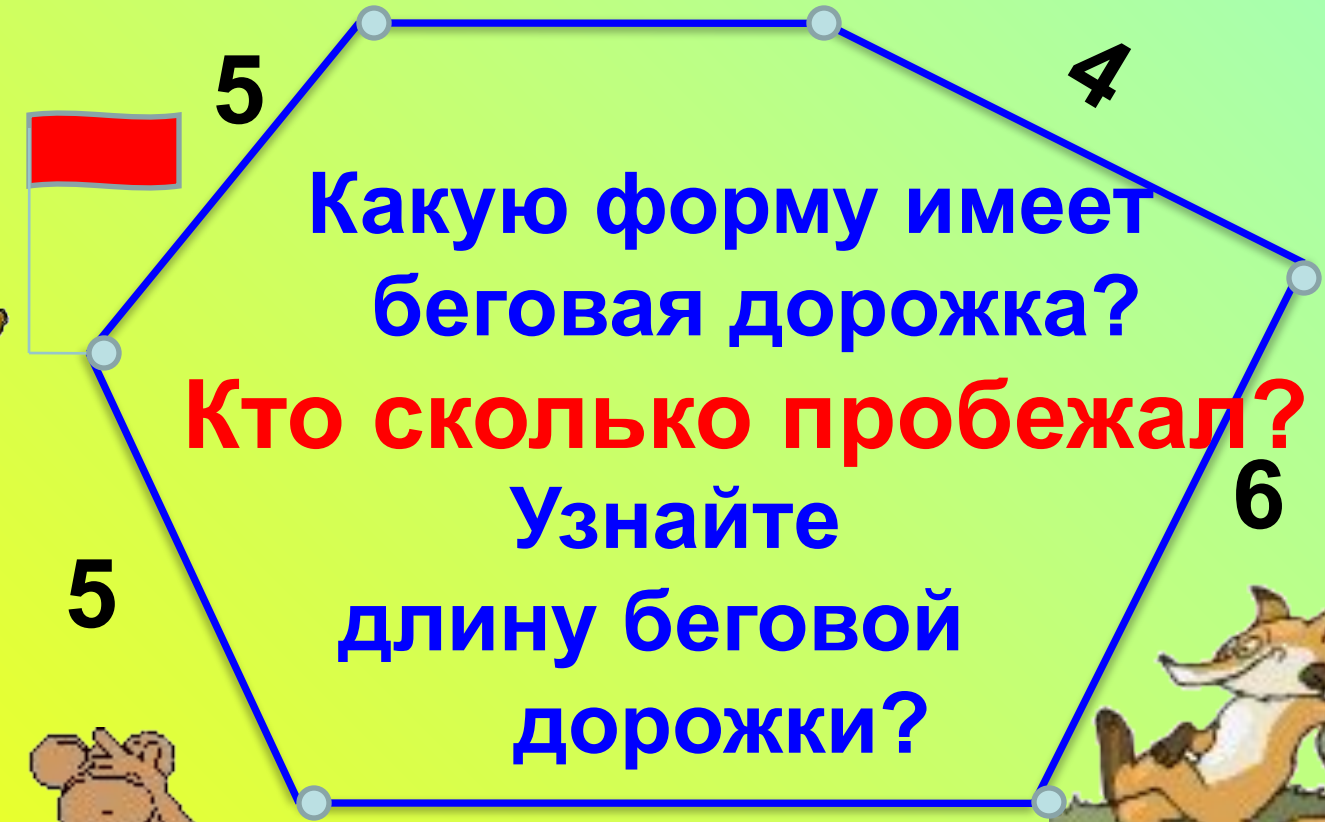 5
4
Какую форму имеет
беговая дорожка?
Кто сколько пробежал?
6
Узнайте
5
длину беговой
дорожки?